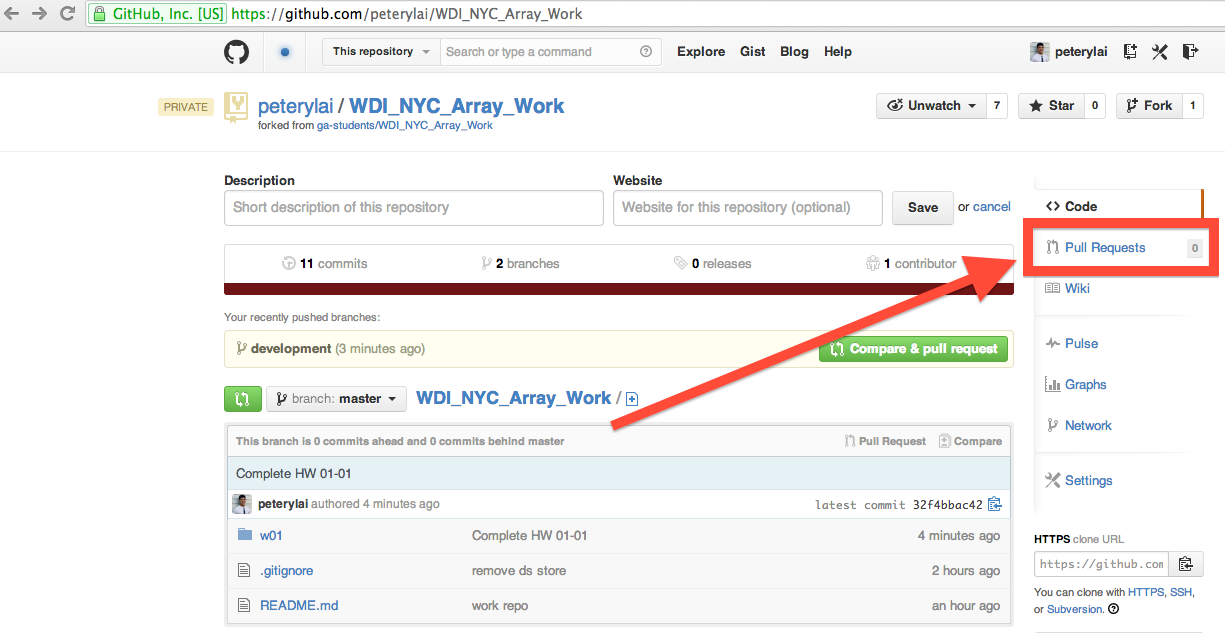 GitHub, Inc. [US] https://github.com/peterylai/WDI_NYC_Array_Work
This repository Search or type a command Explore Gist Blog Help peterylai
PRIVATE peterylai / WDI_NYC_Array_Work Unwatch 7 Star 0 Fork 1
forked from ga-students/WDI_NYC_Array_Work
Description Website
Short description of this repository Website for this repository (optional) Save or cancel
Code
11 commits 2 branches 0 releases 1 contributor
Pull Requests 0
Wiki
Your recently pushed branches:
development (3 minutes ago) Compare & pull request
Pulse
Graphs
branch: master WDI_NYC_Array_Work /
Network
This branch is 0 commits ahead and 0 commits behind master Pull Request Compare
Complete HW 01-01
Settings
peterylai authored 4 minutes ago latest commit 32f4bbac42
w01 Complete HW 01-01 4 minutes ago
.gitignore remove ds store 2 hours ago
README.md work repo an hour ago
HTTPS clone URL
https://github.com
You can clone with HTTPS, SSH,
or Subversion.